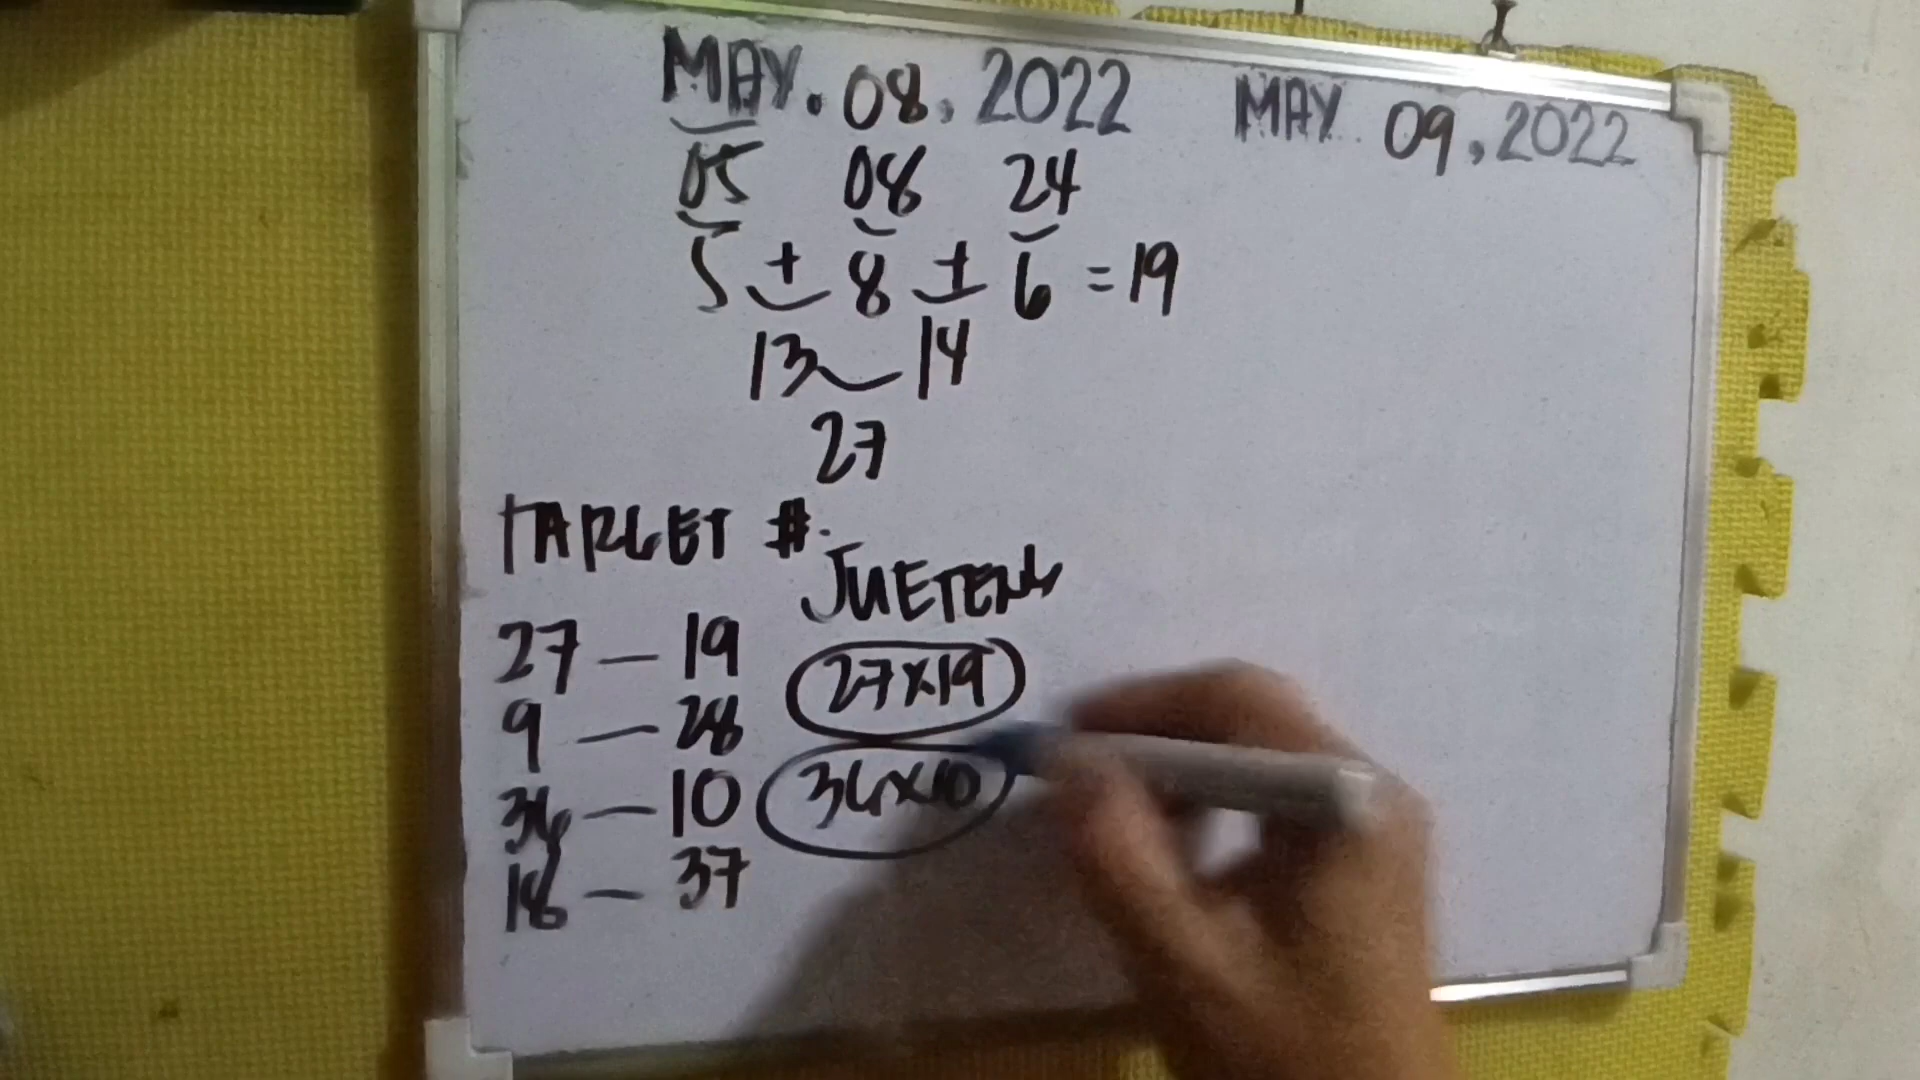 MAY. 08, 2022
05 08 24
5 + 8 + 6 = 19
13 14
27
TARGET #.
JUETENG
27 — 19
9 — 28
36 — 10
18 — 37
27x19
36x10
MAY 09, 2022